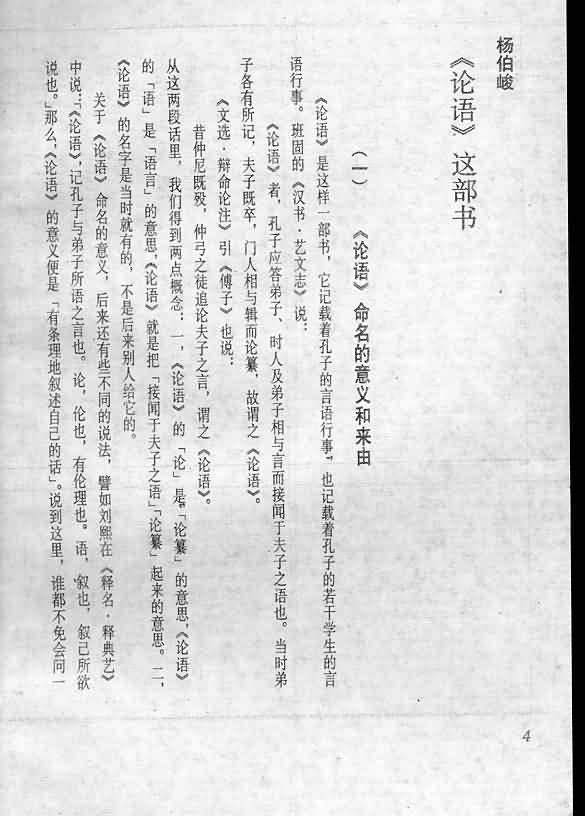 杨伯峻
《论语》这部书
(一) 《论语》命名的意义和来由
《论语》是这样一部书,它记载着孔子的言语行事,也记载着孔子的若干学生的言
语行事。班固的《汉书·艺文志》说:
《论语》者,孔子应答弟子、时人及弟子相与言而接闻于夫子之语也。当时弟
子各有所记,夫子既卒,门人相与辑而论纂,故谓之《论语》。
《文选·辩命论注》引《傅子》也说:
昔仲尼既殁,仲弓之徒追论夫子之言,谓之《论语》。
从这两段话里,我们得到两点概念:一,《论语》的「论」是「论纂」的意思,《论语》
的「语」是「语言」的意思,《论语》就是把「接闻于夫子之语」「论纂」起来的意思。二,
《论语》的名字是当时就有的,不是后来别人给它的。
关于《论语》命名的意义,后来还有些不同的说法,譬如刘熙在《释名·释典艺》
中说:「《论语》,记孔子与弟子所语之言也。论,伦也,有伦理也。语,叙也,叙己所欲
说也。」那么,《论语》的意义便是「有条理地叙述自己的话」。说到这里,谁都不免会问一
4